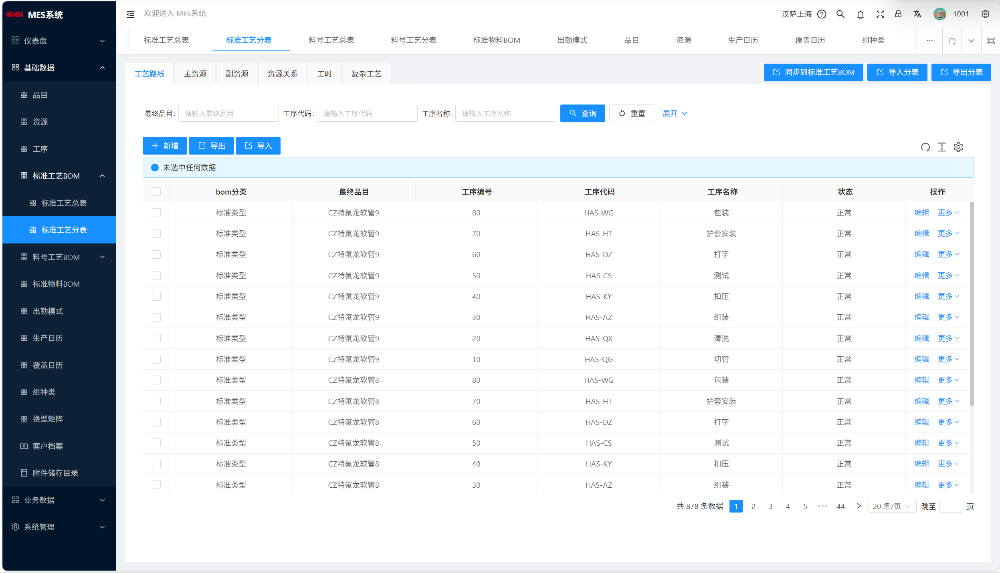 HANSA MES系统
欢迎进入 MES系统
汉萨上海
1001
仪表盘
基础数据
品目
资源
工序
标准工艺BOM
标准工艺总表
标准工艺分表
料号工艺BOM
标准物料BOM
出勤模式
生产日历
覆盖日历
组种类
换型矩阵
客户档案
附件储存目录
业务数据
系统管理
标准工艺总表 标准工艺分表 料号工艺总表 料号工艺分表 标准物料BOM 出勤模式 品目 资源 生产日历 覆盖日历 组种类 ...
工艺路线 主资源 副资源 资源关系 工时 复杂工艺
同步到标准工艺BOM 导入分表 导出分表
最终品目: 请输入最终品目 工序代码: 请输入工序代码 工序名称: 请输入工序名称 查询 重置 展开
新增 导出 导入
未选中任何数据
bom分类 最终品目 工序编号 工序代码 工序名称 状态 操作
标准类型 CZ特氟龙软管9 80 HAS-WG 包装 正常 编辑 更多
标准类型 CZ特氟龙软管9 70 HAS-HT 护套安装 正常 编辑 更多
标准类型 CZ特氟龙软管9 60 HAS-DZ 打字 正常 编辑 更多
标准类型 CZ特氟龙软管9 50 HAS-CS 测试 正常 编辑 更多
标准类型 CZ特氟龙软管9 40 HAS-KY 扣压 正常 编辑 更多
标准类型 CZ特氟龙软管9 30 HAS-AZ 组装 正常 编辑 更多
标准类型 CZ特氟龙软管9 20 HAS-QX 清洗 正常 编辑 更多
标准类型 CZ特氟龙软管9 10 HAS-QG 切管 正常 编辑 更多
标准类型 CZ特氟龙软管8 80 HAS-WG 包装 正常 编辑 更多
标准类型 CZ特氟龙软管8 70 HAS-HT 护套安装 正常 编辑 更多
标准类型 CZ特氟龙软管8 60 HAS-DZ 打字 正常 编辑 更多
标准类型 CZ特氟龙软管8 50 HAS-CS 测试 正常 编辑 更多
标准类型 CZ特氟龙软管8 40 HAS-KY 扣压 正常 编辑 更多
标准类型 CZ特氟龙软管8 30 HAS-AZ 组装 正常 编辑 更多
共 878 条数据 1 2 3 4 5 ••• 44 20 条/页 跳至 页